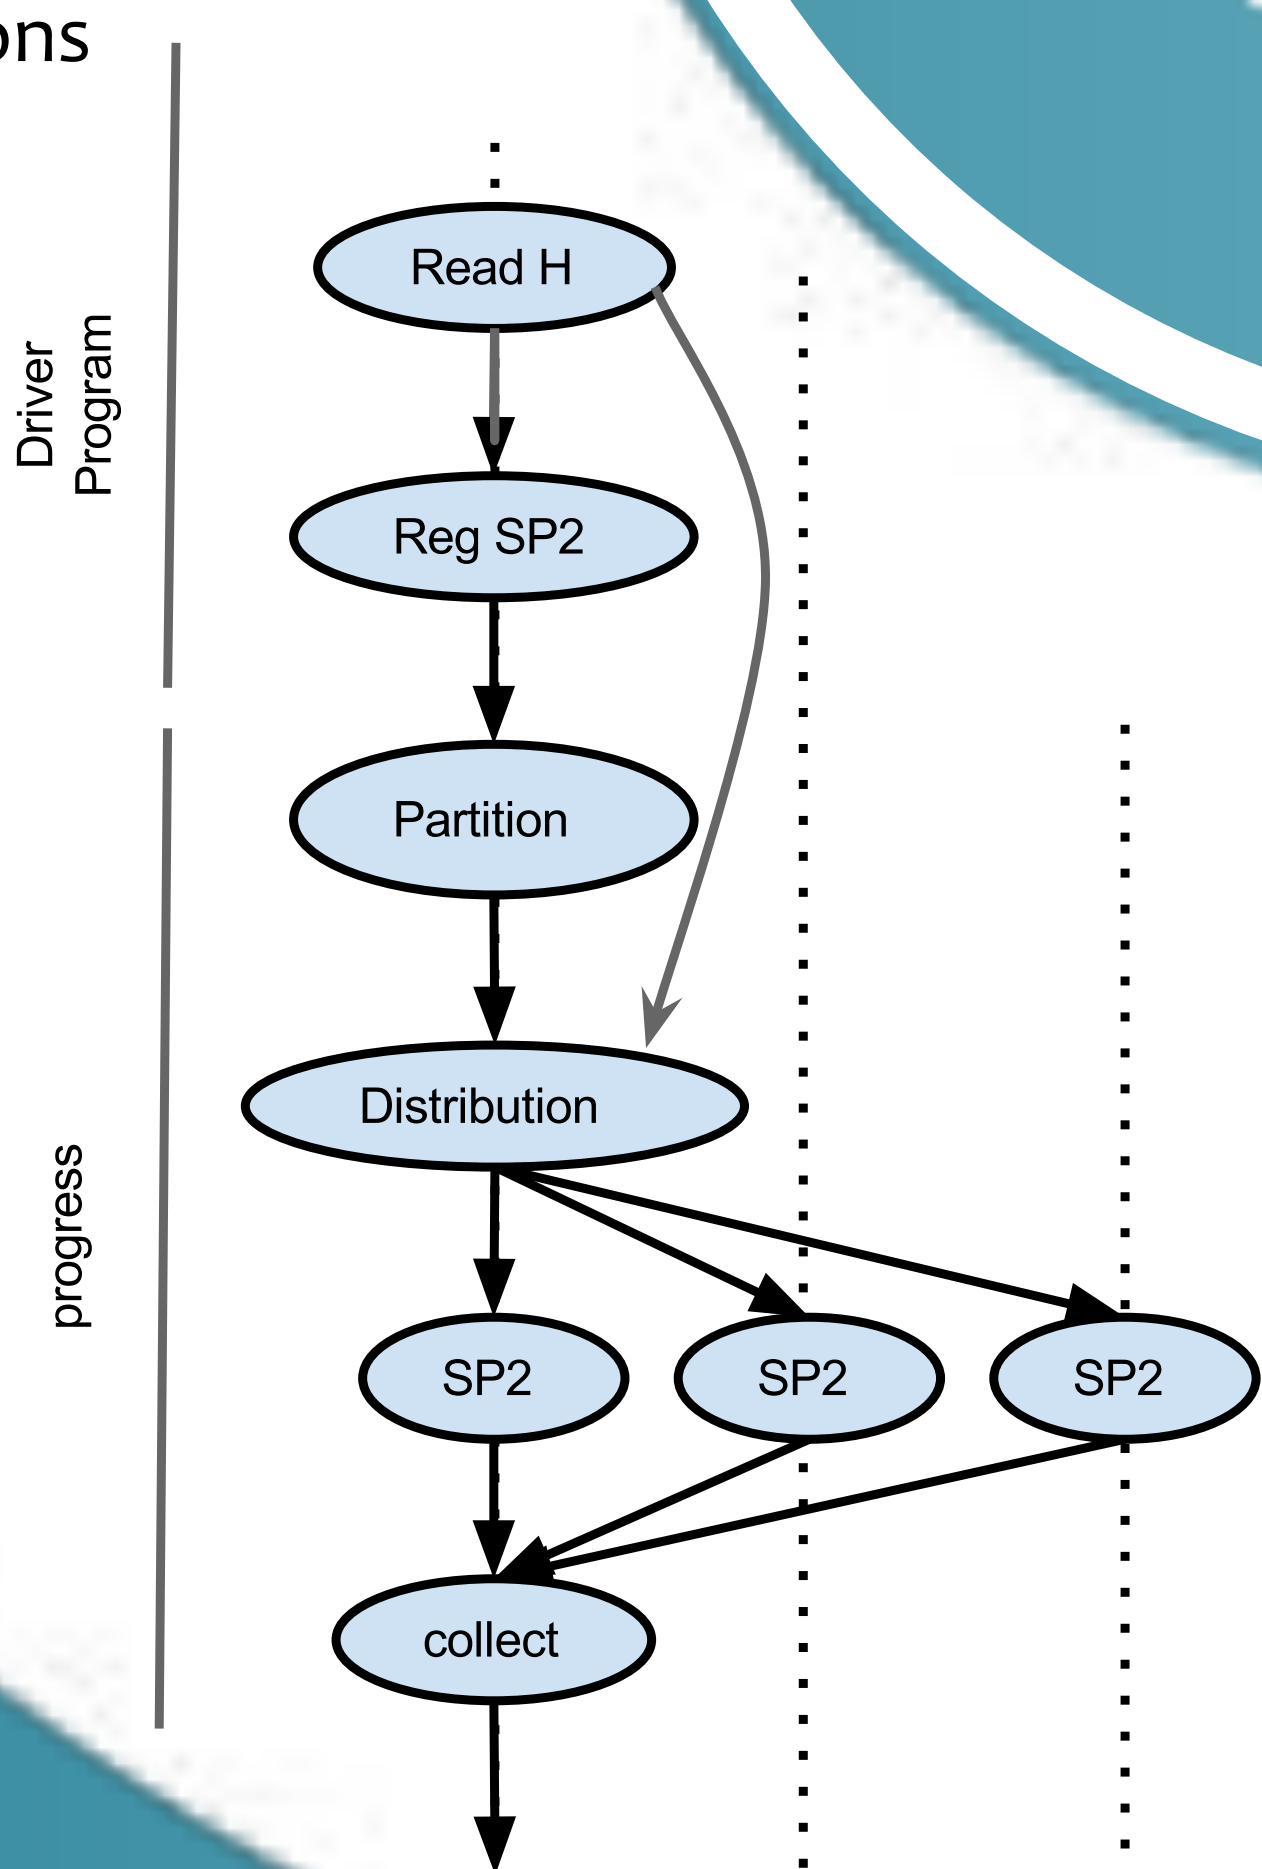 ons
Driver
Program
Read H
Reg SP2
Partition
Distribution
progress
SP2
SP2
SP2
collect